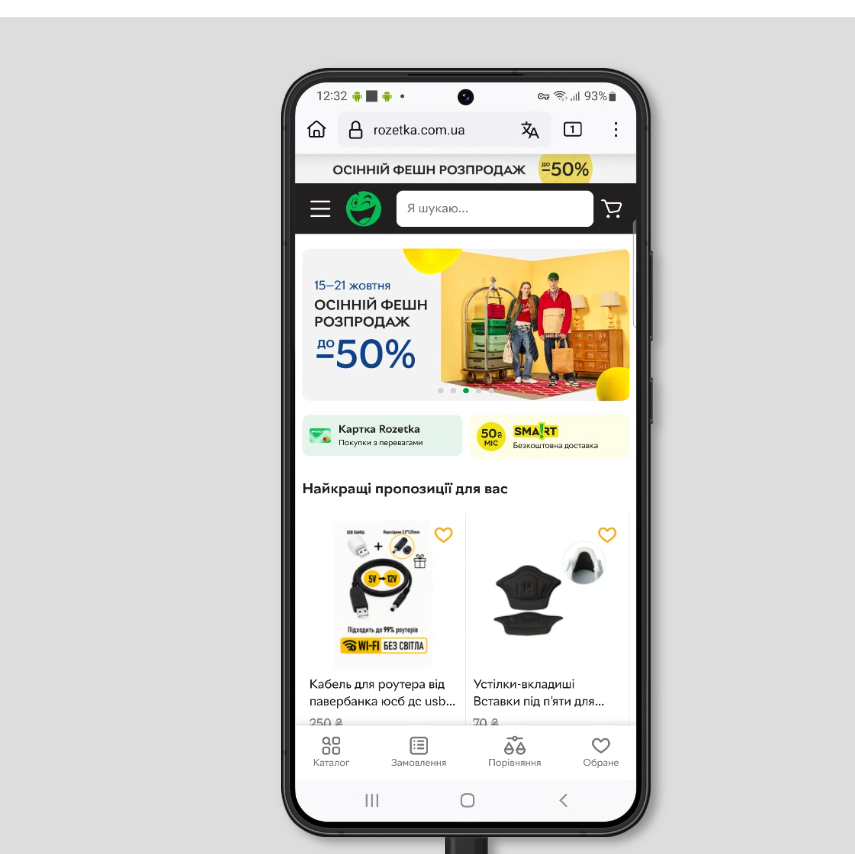 12:32
93%
rozetka.com.ua
1
ОСІННІЙ ФЕШН РОЗПРОДАЖ до -50%
Я шукаю...
15–21 жовтня
ОСІННІЙ ФЕШН
РОЗПРОДАЖ
до -50%
Картка Rozetka
Покупки з перевагами
50₴
МІС
SMART
Безкоштовна доставка
Найкращі пропозиції для вас
5V
12V
Підходить до 99% роутерів
WI-FI БЕЗ СВІТЛА
Кабель для роутера від
павербанка юсб дс usb...
250 ₴
Устілки-вкладиші
Вставки під п'яти для...
70 ₴
Каталог
Замовлення
Порівняння
Обране